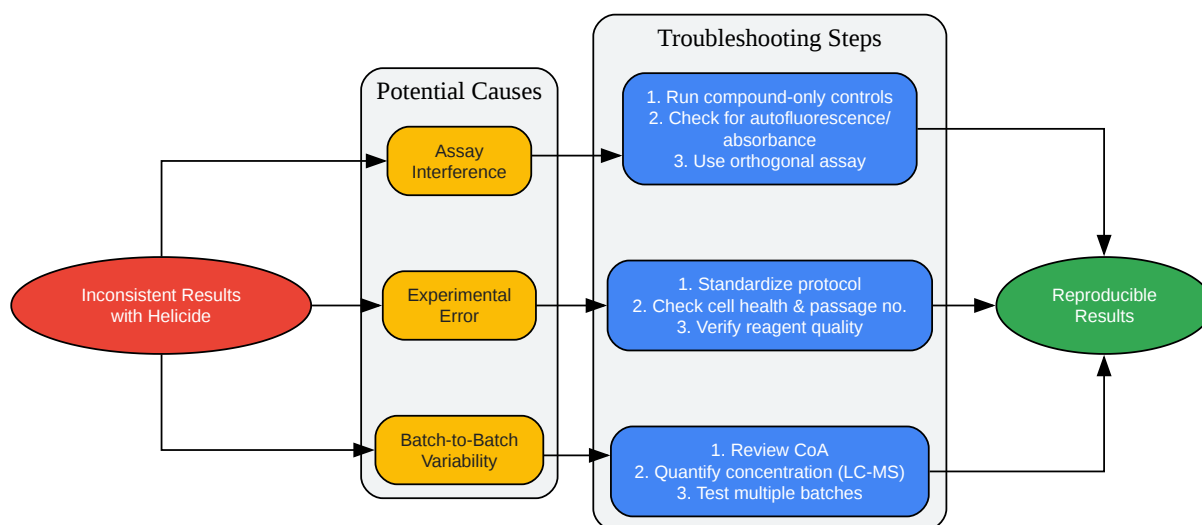 Troubleshooting Steps
Potential Causes
1. Run compound-only controls
2. Check for autofluorescence/
absorbance
3. Use orthogonal assay
Assay
Interference
Inconsistent Results
with Helicide
Experimental
Error
1. Standardize protocol
2. Check cell health & passage no.
3. Verify reagent quality
Reproducible
Results
Batch-to-Batch
Variability
1. Review CoA
2. Quantify concentration (LC-MS)
3. Test multiple batches